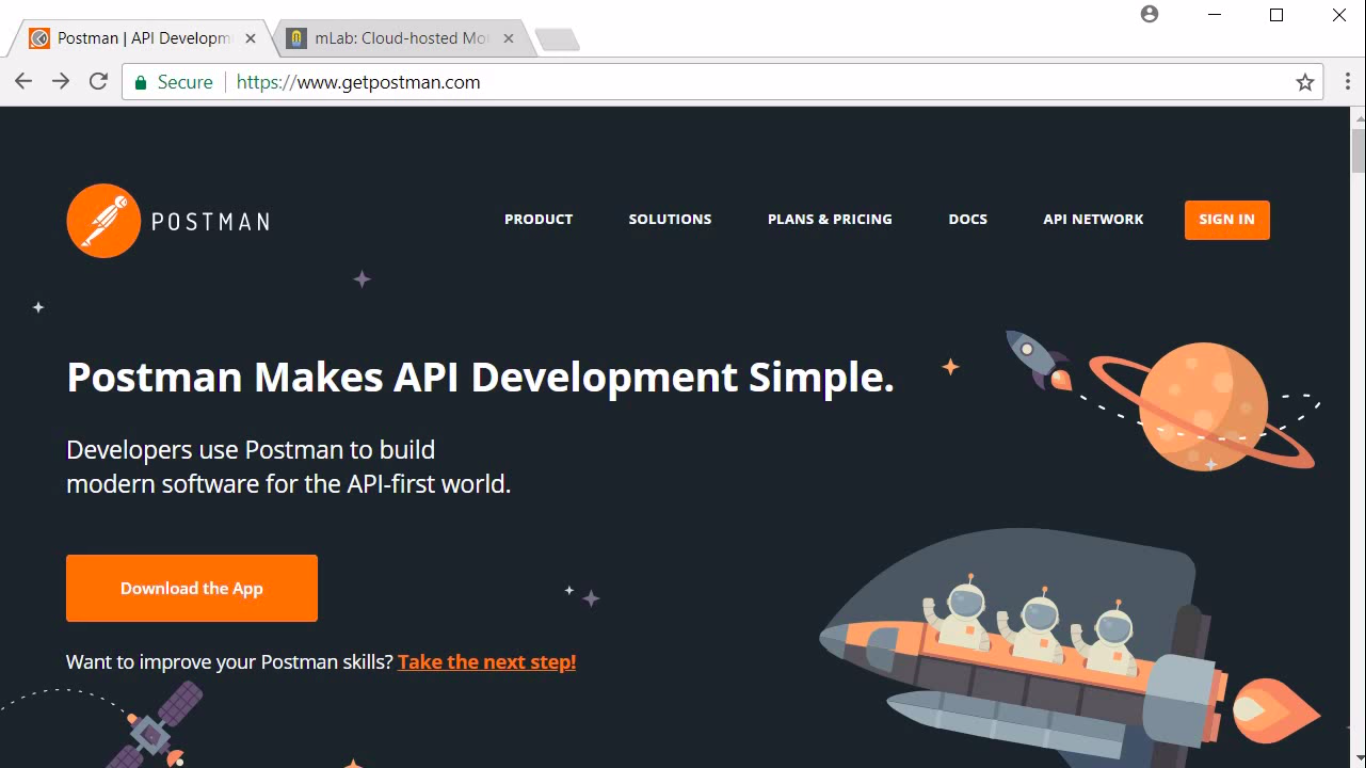 Postman | API Developm
mLab: Cloud-hosted Mo
Secure
https://www.getpostman.com
POSTMAN
PRODUCT
SOLUTIONS
PLANS & PRICING
DOCS
API NETWORK
SIGN IN
Postman Makes API Development Simple.
Developers use Postman to build
modern software for the API-first world.
Download the App
Want to improve your Postman skills? Take the next step!